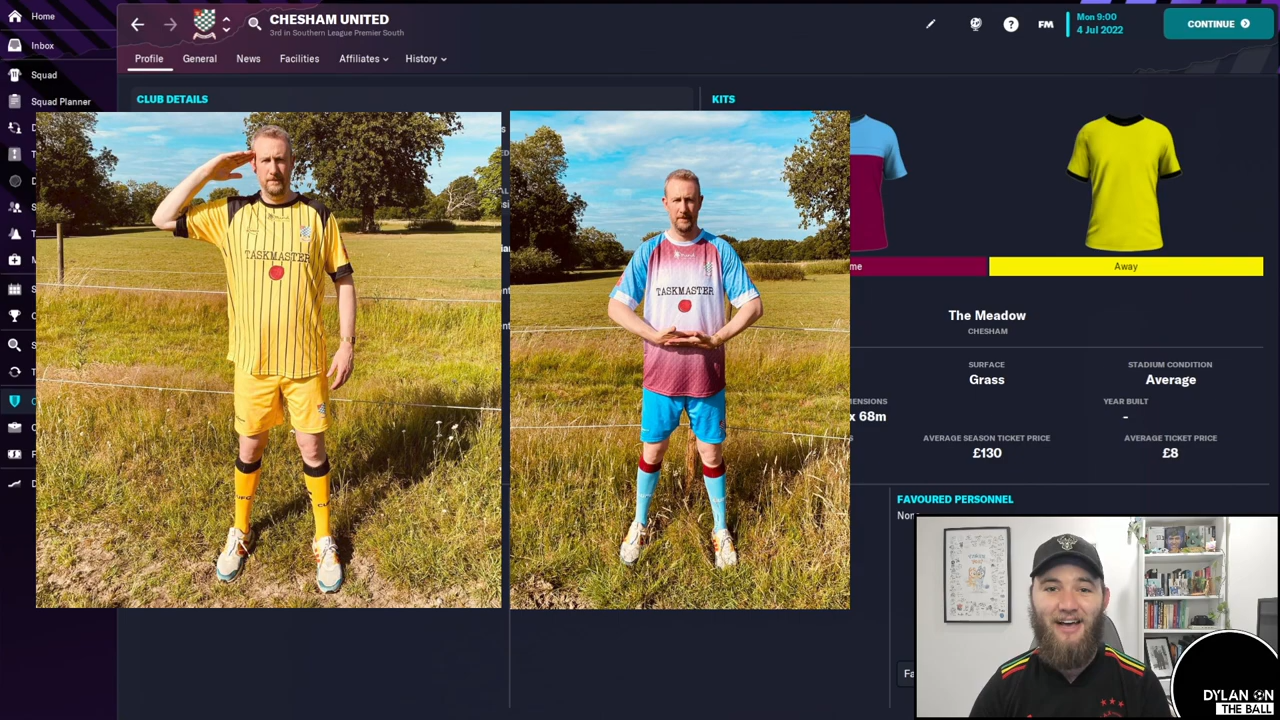 Home
CHESHAM UNITED
3rd in Southern League Premier South
FM
Mon 9:00
4 Jul 2022
CONTINUE
Inbox
Profile
General
News
Facilities
Affiliates
History
Squad
Squad Planner
CLUB DETAILS
KITS
TASKMASTER
TASKMASTER
Away
The Meadow
CHESHAM
SURFACE
Grass
STADIUM CONDITION
Average
x 68m
YEAR BUILT
-
AVERAGE SEASON TICKET PRICE
£130
AVERAGE TICKET PRICE
£8
FAVOURED PERSONNEL
DYLAN ON
THE BALL